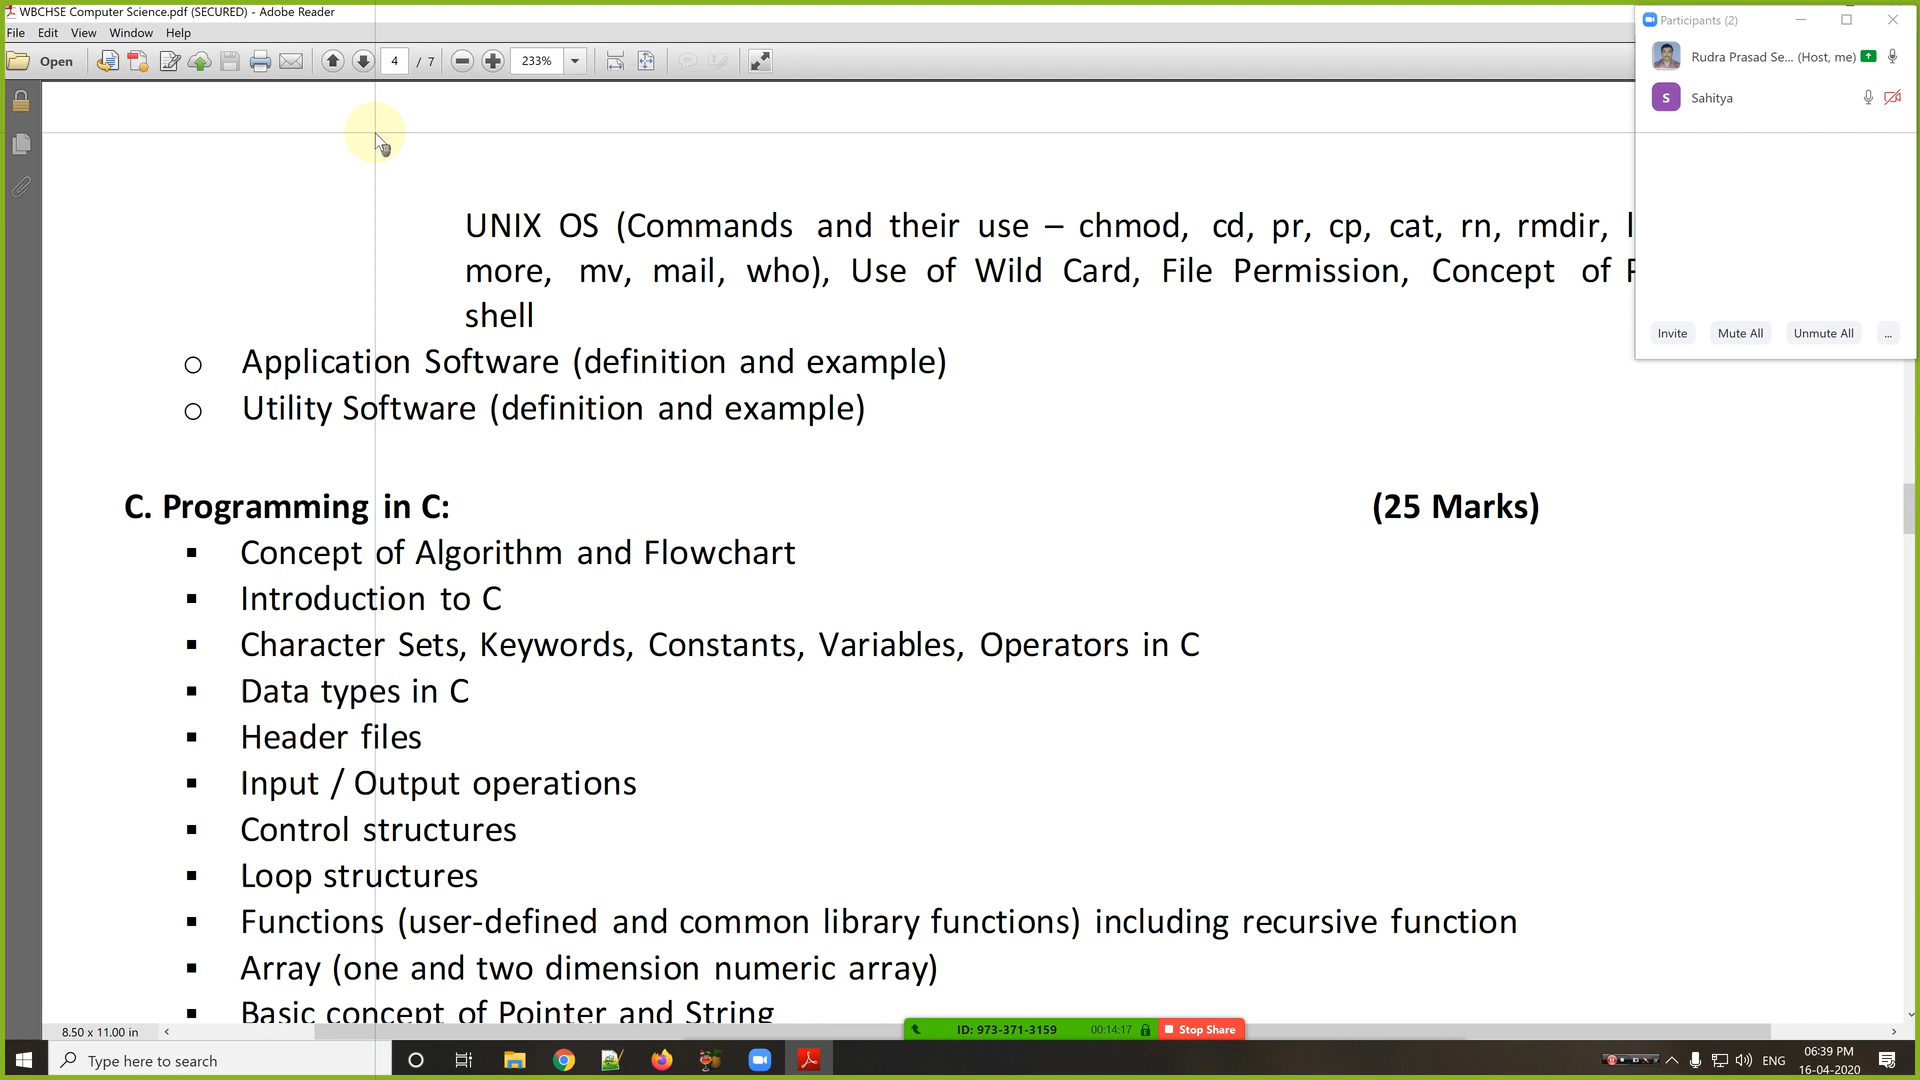 WBCHSE Computer Science.pdf (SECURED) - Adobe Reader
File Edit View Window Help
Open 4 / 7 233%
Participants (2)
Rudra Prasad Se... (Host, me)
S Sahitya
Invite Mute All Unmute All ...
UNIX OS (Commands and their use – chmod, cd, pr, cp, cat, rn, rmdir,
more, mv, mail, who), Use of Wild Card, File Permission, Concept of
shell
o Application Software (definition and example)
o Utility Software (definition and example)
C. Programming in C: (25 Marks)
▪ Concept of Algorithm and Flowchart
▪ Introduction to C
▪ Character Sets, Keywords, Constants, Variables, Operators in C
▪ Data types in C
▪ Header files
▪ Input / Output operations
▪ Control structures
▪ Loop structures
▪ Functions (user-defined and common library functions) including recursive function
▪ Array (one and two dimension numeric array)
▪ Basic concept of Pointer and String
8.50 x 11.00 in
ID: 973-371-3159 00:14:17 Stop Share
Type here to search
ENG
06:39 PM
16-04-2020